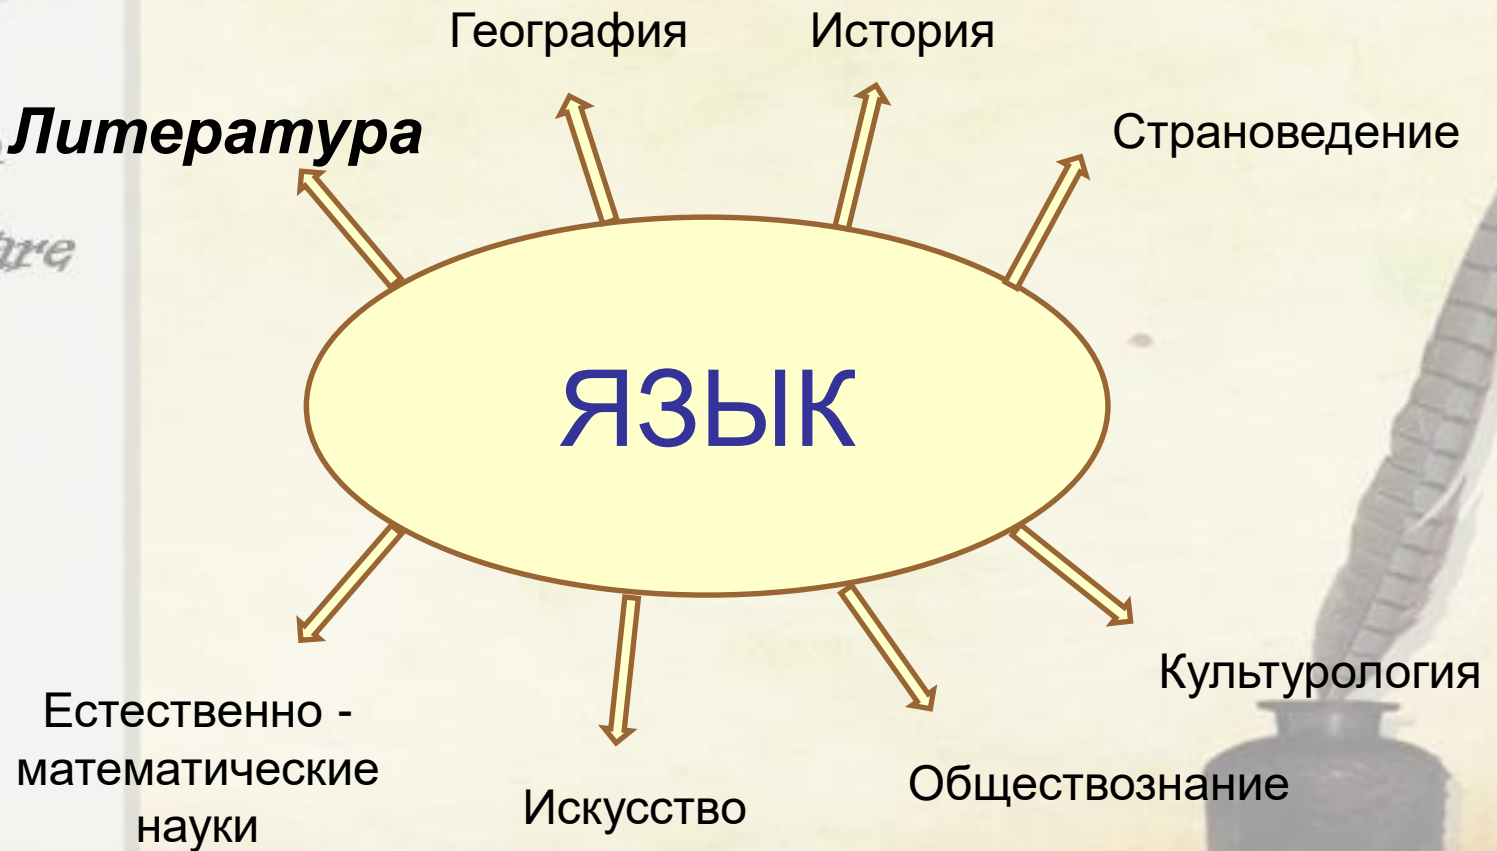 География
История
Литература
Страноведение
ЯЗЫК
Культурология
Естественно -
математические
науки
Обществознание
Искусство